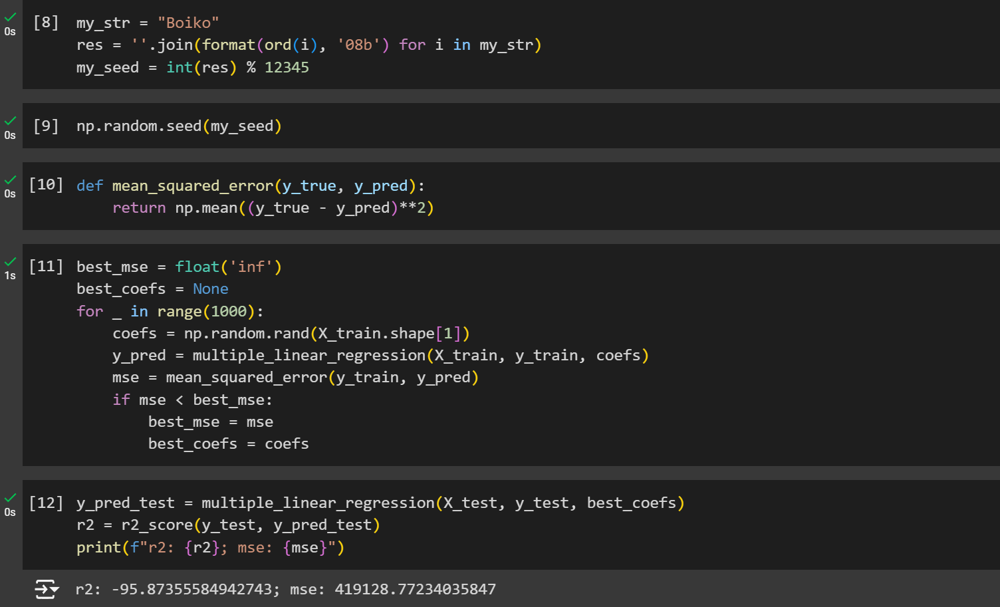 [8] my_str = "Boiko"
0s res = ''.join(format(ord(i), '08b') for i in my_str)
my_seed = int(res) % 12345
[9] np.random.seed(my_seed)
0s
[10] def mean_squared_error(y_true, y_pred):
0s return np.mean((y_true - y_pred)**2)
[11] best_mse = float('inf')
1s best_coefs = None
for _ in range(1000):
coefs = np.random.rand(X_train.shape[1])
y_pred = multiple_linear_regression(X_train, y_train, coefs)
mse = mean_squared_error(y_train, y_pred)
if mse < best_mse:
best_mse = mse
best_coefs = coefs
[12] y_pred_test = multiple_linear_regression(X_test, y_test, best_coefs)
0s r2 = r2_score(y_test, y_pred_test)
print(f"r2: {r2}; mse: {mse}")
r2: -95.87355584942743; mse: 419128.77234035847